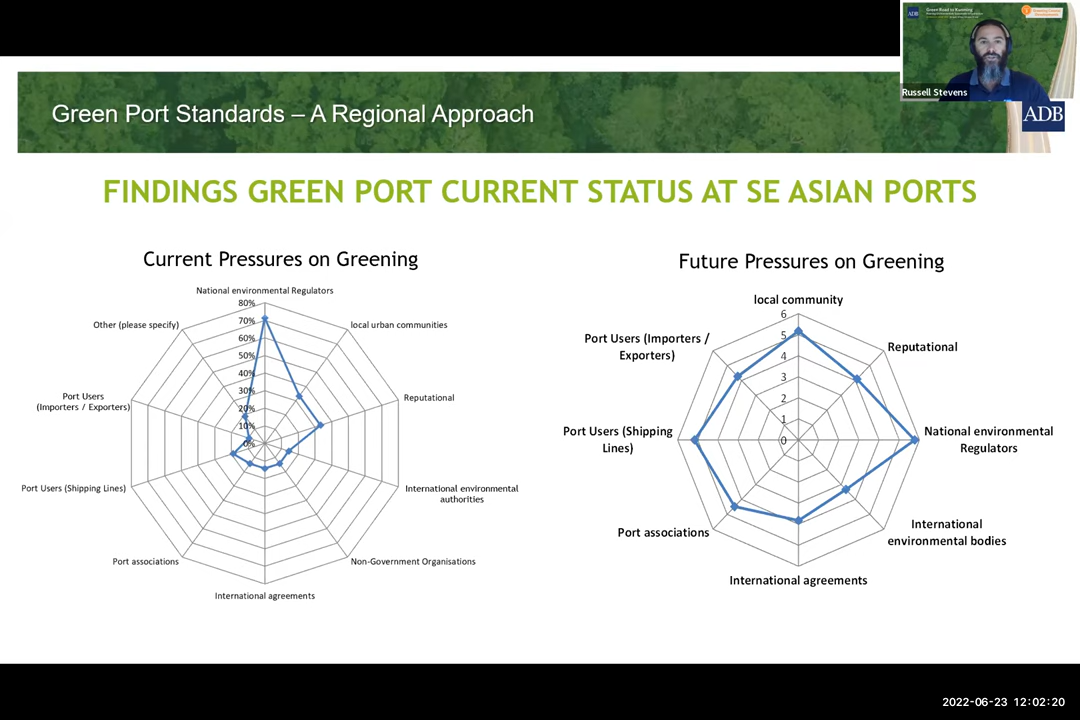 ADB
Green Road to Kunming
Russell Stevens
ADB
Green Port Standards – A Regional Approach
FINDINGS GREEN PORT CURRENT STATUS AT SE ASIAN PORTS
Current Pressures on Greening
National environmental Regulators
80%
70%
60%
50%
40%
30%
20%
10%
0%
local urban communities
Reputational
International environmental
authorities
Non-Government Organisations
International agreements
Port associations
Port Users (Shipping Lines)
Port Users
(Importers / Exporters)
Other (please specify)
Future Pressures on Greening
local community
6
5
4
3
2
1
0
Reputational
National environmental
Regulators
International
environmental bodies
International agreements
Port associations
Port Users (Shipping
Lines)
Port Users (Importers /
Exporters)
2022-06-23 12:02:20